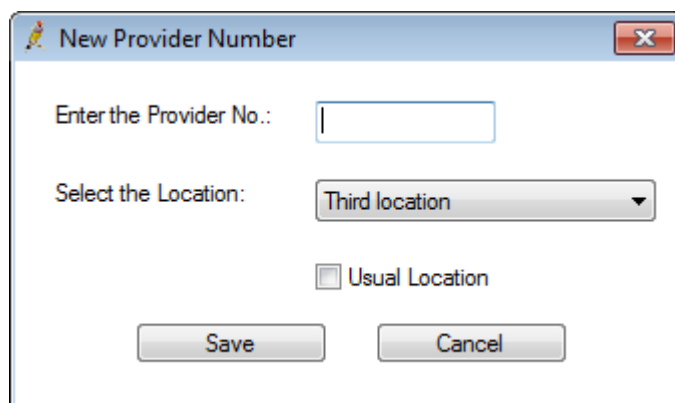 New Provider Number
Enter the Provider No.:
Select the Location: Third location
Usual Location
Save Cancel